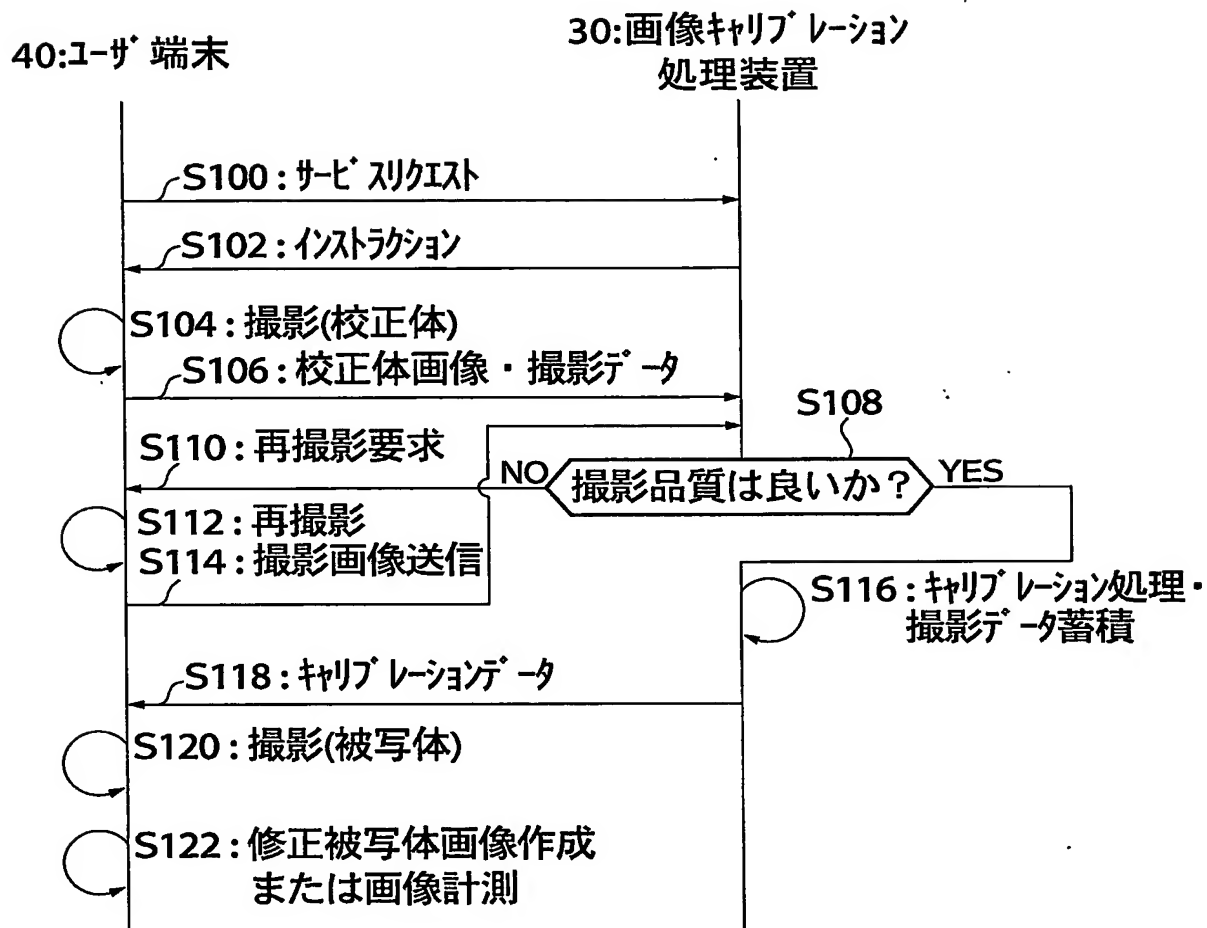 40:ﾕｰｻﾞ端末
30:画像ｷｬﾘﾌﾞﾚｰｼｮﾝ
処理装置
S100:ｻｰﾋﾞｽﾘｸｴｽﾄ
S102:ｲﾝｽﾄﾗｸｼｮﾝ
S104:撮影(校正体)
S106:校正体画像・撮影ﾃﾞｰﾀ
S108
S110:再撮影要求
NO
撮影品質は良いか？
YES
S112:再撮影
S114:撮影画像送信
S116:ｷｬﾘﾌﾞﾚｰｼｮﾝ処理・
撮影ﾃﾞｰﾀ蓄積
S118:ｷｬﾘﾌﾞﾚｰｼｮﾝﾃﾞｰﾀ
S120:撮影(被写体)
S122:修正被写体画像作成
または画像計測